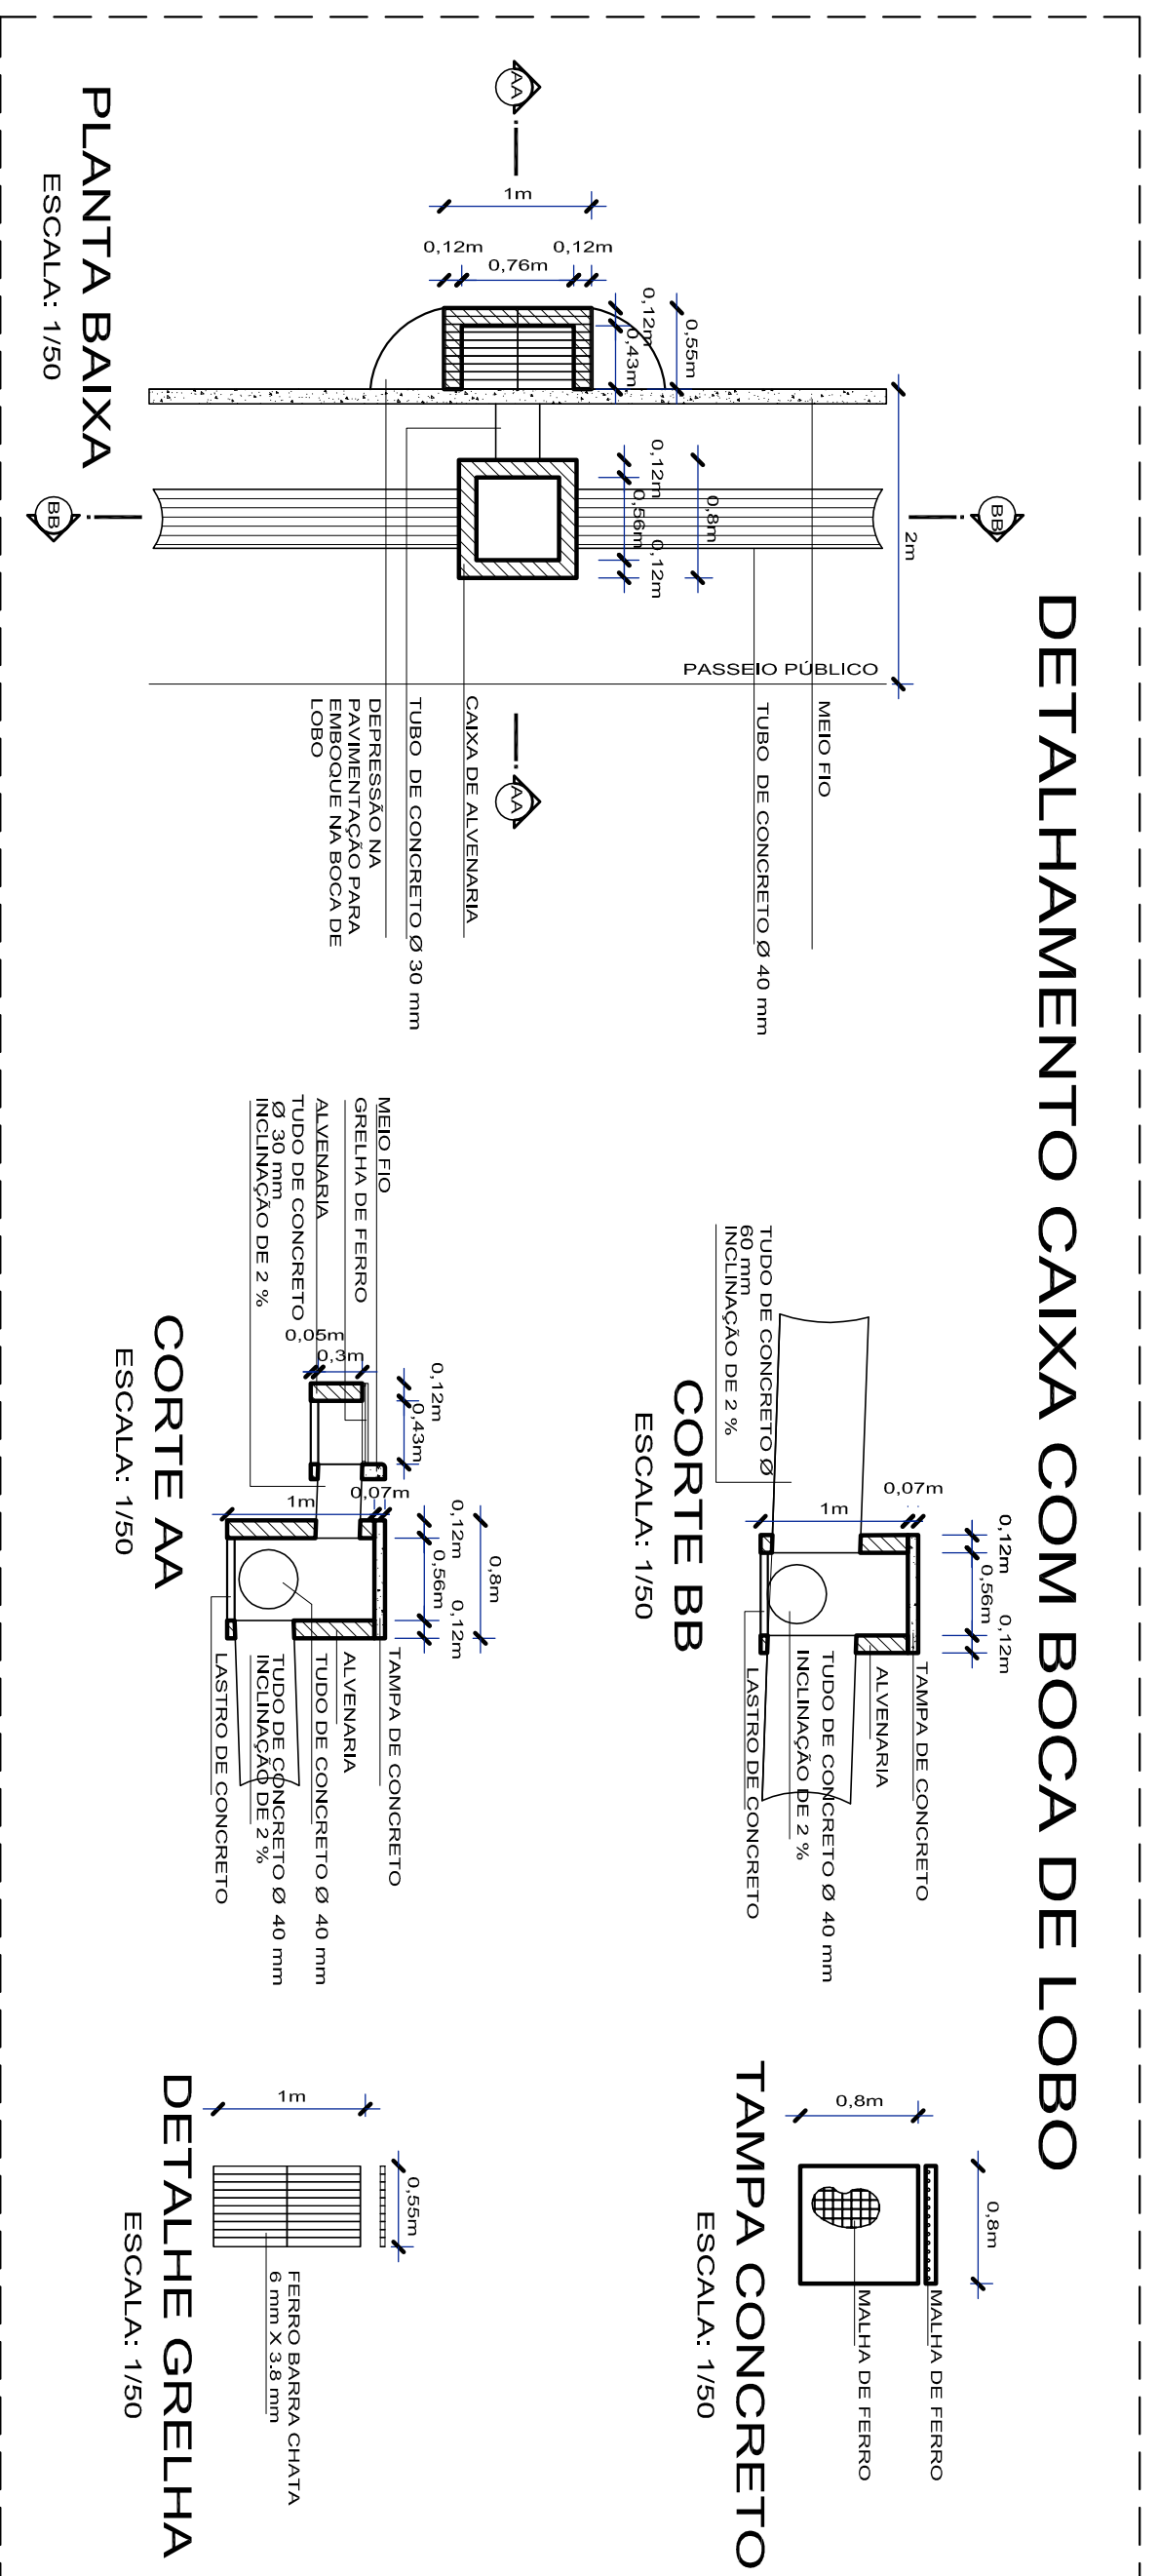 DETALHAMENTO CAIXA COM BOCA DE LOBO
AA
1m
0,12m
0,76m
0,12m
0,12m
0,43m
0,55m
BB
BB
0,12m
0,56m
0,12m
0,8m
2m
PASSEIO PÚBLICO
MEIO FIO
TUBO DE CONCRETO Ø 40 mm
CAIXA DE ALVENARIA
TUBO DE CONCRETO Ø 30 mm
DEPRESSÃO NA
PAVIMENTAÇÃO PARA
EMBOQUE NA BOCA DE
LOBO
AA
PLANTA BAIXA
ESCALA: 1/50
TUDO DE CONCRETO Ø
60 mm
INCLINAÇÃO DE 2 %
1m
0,07m
0,12m
0,56m
0,12m
TAMPA DE CONCRETO
ALVENARIA
TUDO DE CONCRETO Ø 40 mm
INCLINAÇÃO DE 2 %
LASTRO DE CONCRETO
CORTE BB
ESCALA: 1/50
MEIO FIO
GRELHA DE FERRO
ALVENARIA
TUDO DE CONCRETO
Ø 30 mm
INCLINAÇÃO DE 2 %
0,05m
0,3m
0,12m
0,43m
1m
0,07m
0,12m
0,56m
0,12m
0,8m
TAMPA DE CONCRETO
ALVENARIA
TUDO DE CONCRETO Ø 40 mm
TUDO DE CONCRETO Ø 40 mm
INCLINAÇÃO DE 2 %
LASTRO DE CONCRETO
CORTE AA
ESCALA: 1/50
0,8m
0,8m
MALHA DE FERRO
MALHA DE FERRO
TAMPA CONCRETO
ESCALA: 1/50
1m
0,55m
FERRO BARRA CHATA
6 mm X 3.8 mm
DETALHE GRELHA
ESCALA: 1/50